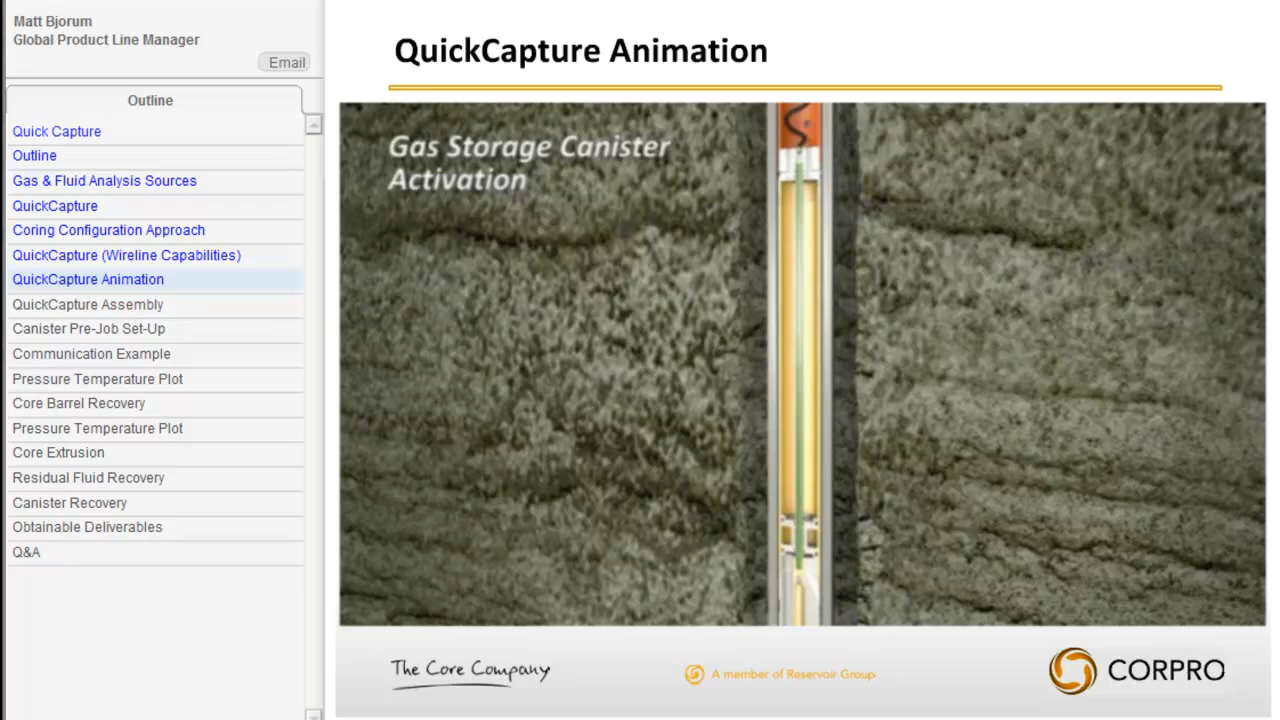 Matt Bjorum
Global Product Line Manager
Email
Outline
Quick Capture
Outline
Gas & Fluid Analysis Sources
QuickCapture
Coring Configuration Approach
QuickCapture (Wireline Capabilities)
QuickCapture Animation
QuickCapture Assembly
Canister Pre-Job Set-Up
Communication Example
Pressure Temperature Plot
Core Barrel Recovery
Pressure Temperature Plot
Core Extrusion
Residual Fluid Recovery
Canister Recovery
Obtainable Deliverables
Q&A
QuickCapture Animation
Gas Storage Canister
Activation
The Core Company
A member of Reservoir Group
CORPRO